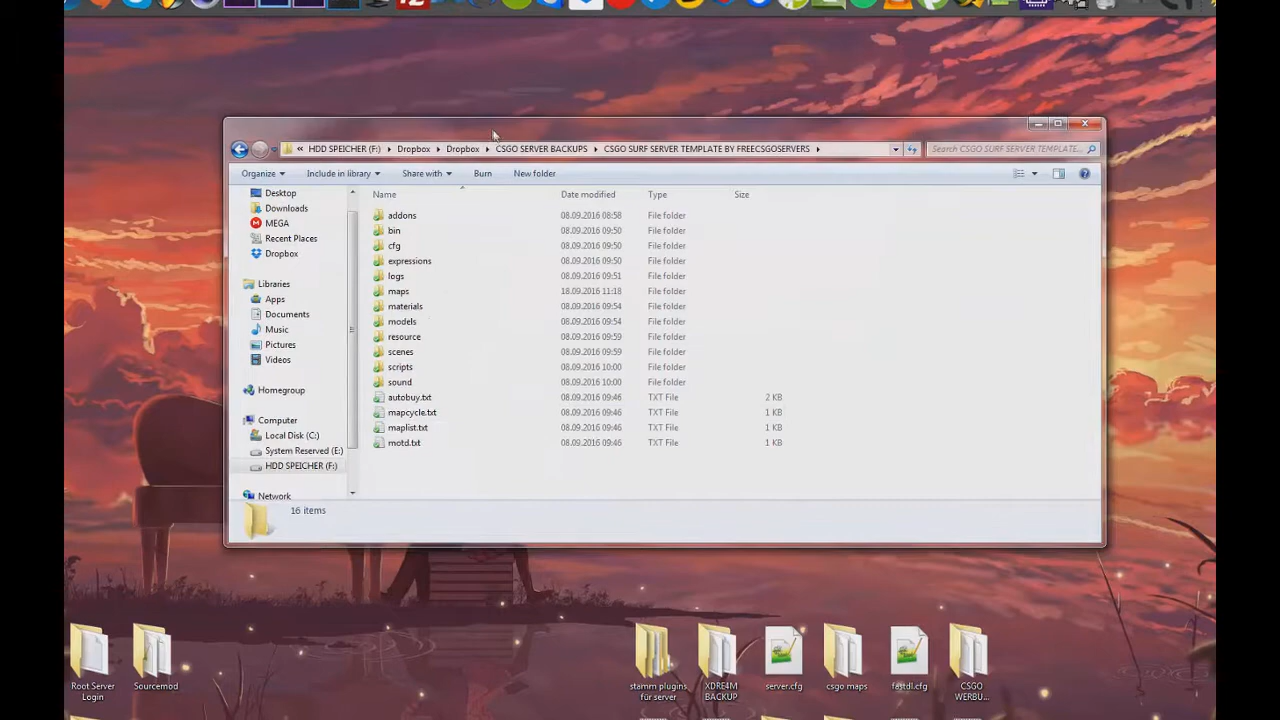 « HDD SPEICHER (F:) ▸ Dropbox ▸ Dropbox ▸ CSGO SERVER BACKUPS ▸ CSGO SURF SERVER TEMPLATE BY FREECSGOSERVERS ▸ Search CSGO SURF SERVER TEMPLATE...
Organize Include in library Share with Burn New folder
Name Date modified Type Size
Desktop
Downloads
MEGA
Recent Places
Dropbox
Libraries
Apps
Documents
Music
Pictures
Videos
Homegroup
Computer
Local Disk (C:)
System Reserved (E:)
HDD SPEICHER (F:)
Network
addons 08.09.2016 08:58 File folder
bin 08.09.2016 09:50 File folder
cfg 08.09.2016 09:50 File folder
expressions 08.09.2016 09:50 File folder
logs 08.09.2016 09:51 File folder
maps 18.09.2016 11:18 File folder
materials 08.09.2016 09:54 File folder
models 08.09.2016 09:54 File folder
resource 08.09.2016 09:59 File folder
scenes 08.09.2016 09:59 File folder
scripts 08.09.2016 10:00 File folder
sound 08.09.2016 10:00 File folder
autobuy.txt 08.09.2016 09:46 TXT File 2 KB
mapcycle.txt 08.09.2016 09:46 TXT File 1 KB
maplist.txt 08.09.2016 09:46 TXT File 1 KB
motd.txt 08.09.2016 09:46 TXT File 1 KB
16 items
Root Server
Login
Sourcemod
stamm plugins
für server
XDRE4M
BACKUP
server.cfg
csgo maps
fastdl.cfg
CSGO
WERBU...